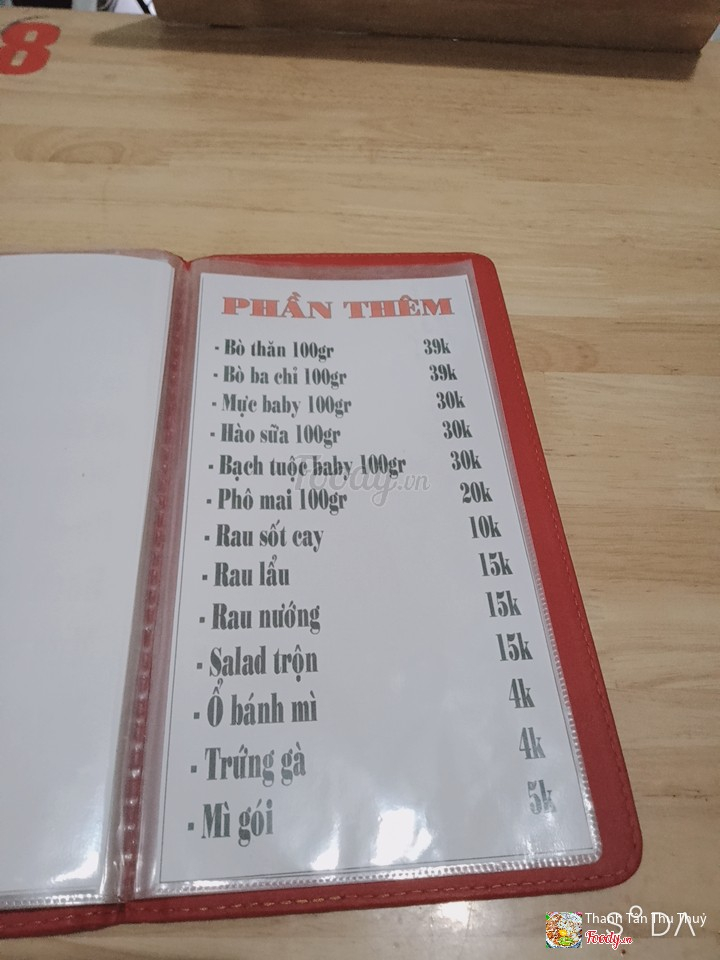 8
PHẦN THÊM
- Bò thăn 100gr 39k
- Bò ba chỉ 100gr 39k
- Mực baby 100gr 30k
- Hào sữa 100gr 30k
- Bạch tuộc baby 100gr 30k
- Phô mai 100gr 20k
- Rau sốt cay 10k
- Rau lẩu 15k
- Rau nướng 15k
- Salad trộn 15k
- Ổ bánh mì 4k
- Trứng gà 4k
- Mì gói 5k
Foody.vn
Thanh Tân Thu Thuỷ
Foody.vn